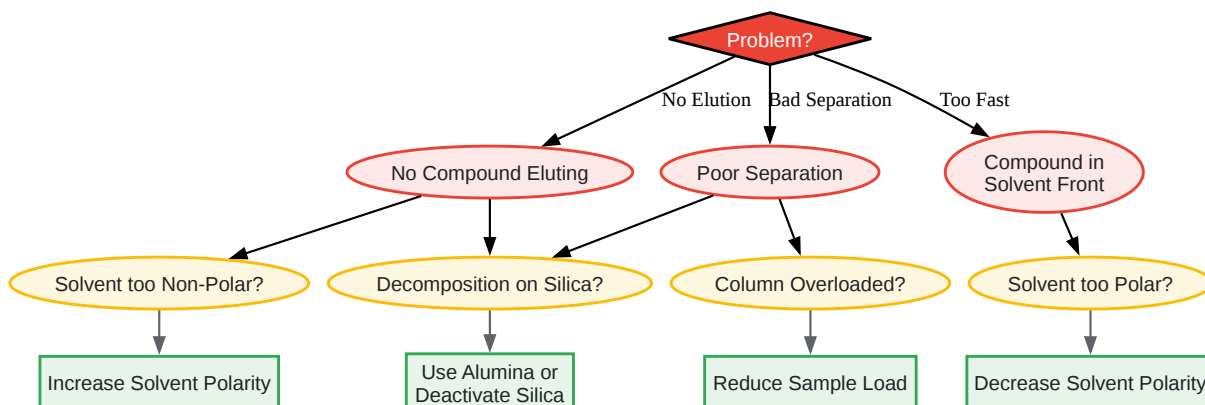 Problem?
No Elution
Bad Separation
Too Fast
No Compound Eluting
Poor Separation
Compound in
Solvent Front
Solvent too Non-Polar?
Decomposition on Silica?
Column Overloaded?
Solvent too Polar?
Increase Solvent Polarity
Use Alumina or
Deactivate Silica
Reduce Sample Load
Decrease Solvent Polarity